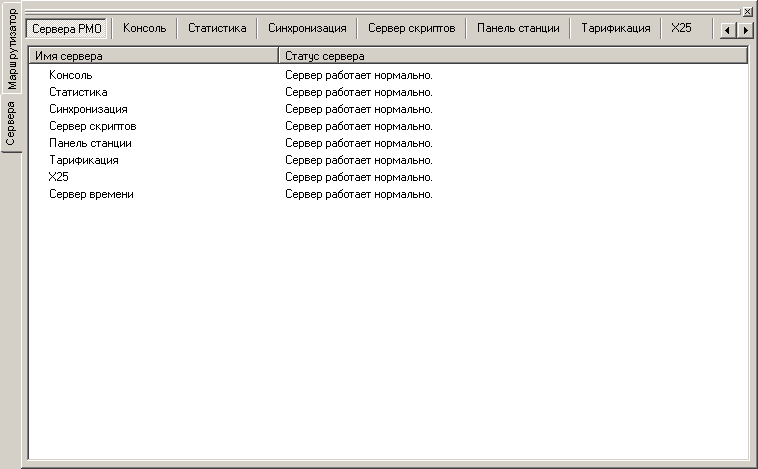 Сервера РМО Консоль Статистика Синхронизация Сервер скриптов Панель станции Тарификация X25
Маршрутизатор
Сервера
Имя сервера Статус сервера
Консоль Сервер работает нормально.
Статистика Сервер работает нормально.
Синхронизация Сервер работает нормально.
Сервер скриптов Сервер работает нормально.
Панель станции Сервер работает нормально.
Тарификация Сервер работает нормально.
X25 Сервер работает нормально.
Сервер времени Сервер работает нормально.